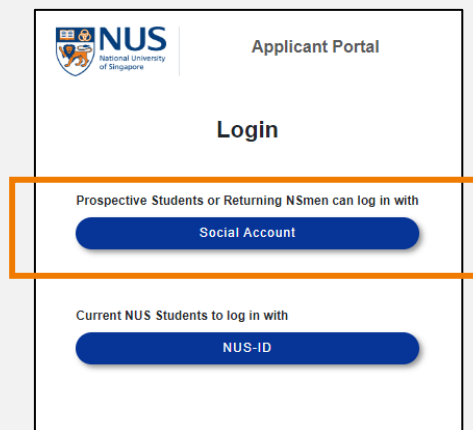 NUS
National University
of Singapore
Applicant Portal
Login
Prospective Students or Returning NSmen can log in with
Social Account
Current NUS Students to log in with
NUS-ID